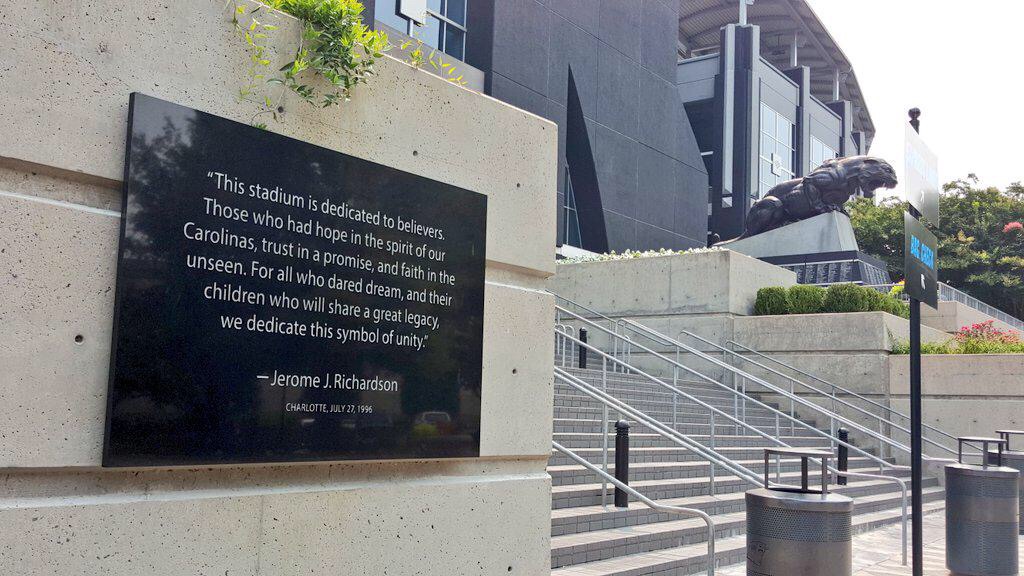 “This stadium is dedicated to believers.
Those who had hope in the spirit of our
Carolinas, trust in a promise, and faith in the
unseen. For all who dared dream, and their
children who will share a great legacy,
we dedicate this symbol of unity.”
—Jerome J. Richardson
CHARLOTTE, JULY 27, 1996
BAG CHECK